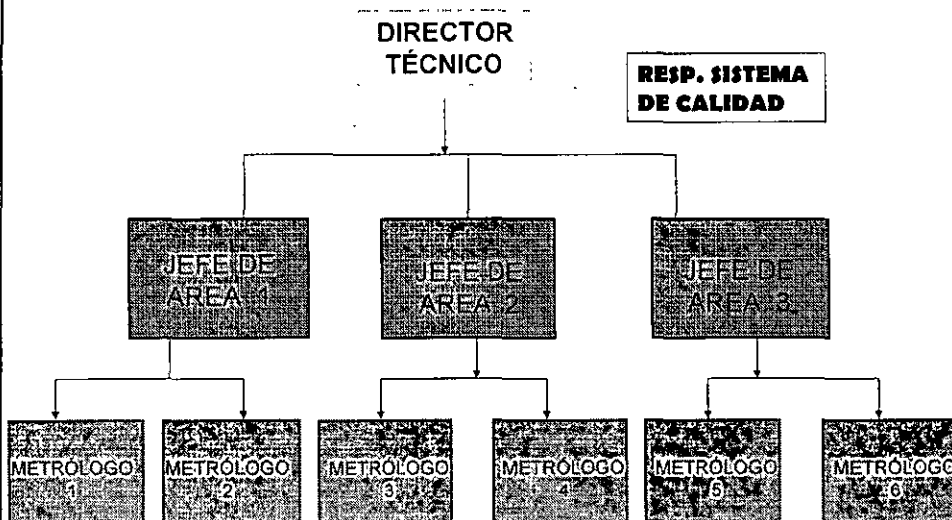 DIRECTOR
TÉCNICO
RESP. SISTEMA
DE CALIDAD
JEFE DE
AREA 1
JEFE DE
AREA 2
JEFE DE
AREA 3
METRÓLOGO
1
METRÓLOGO
2
METRÓLOGO
3
METRÓLOGO
4
METRÓLOGO
5
METRÓLOGO
6